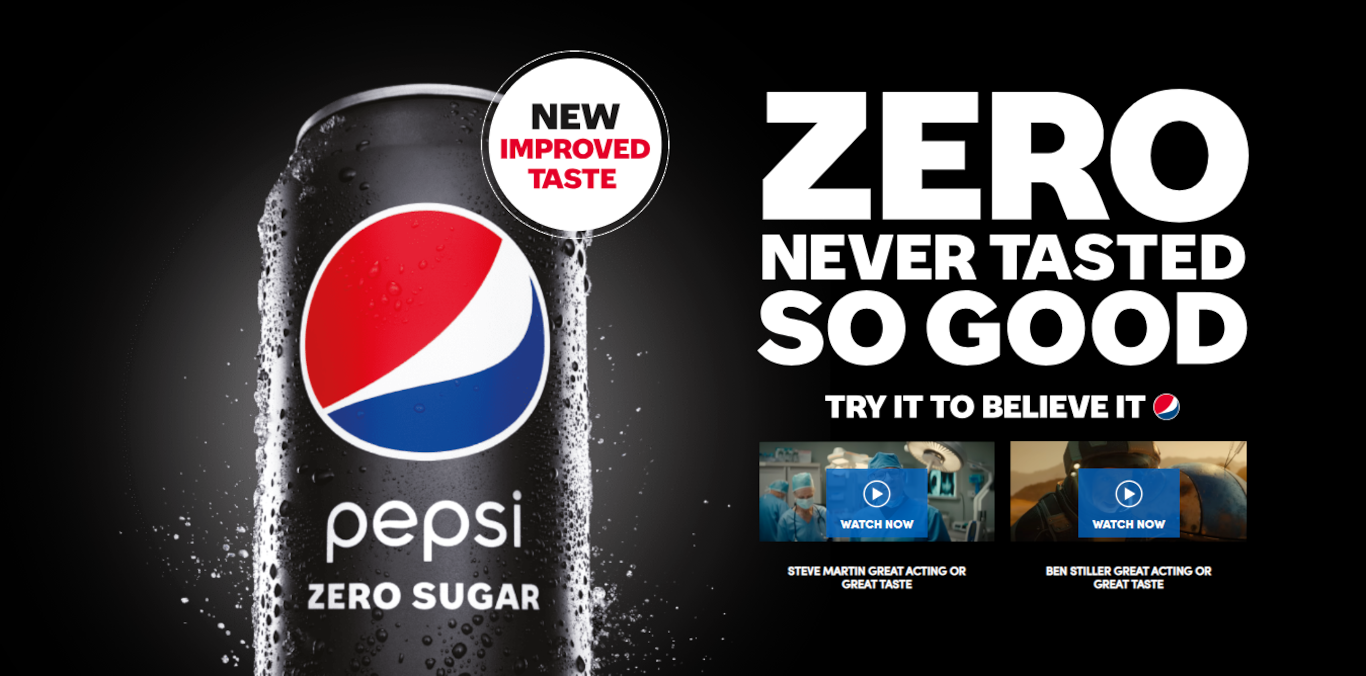 NEW
IMPROVED
TASTE
pepsi
ZERO SUGAR
ZERO
NEVER TASTED
SO GOOD
TRY IT TO BELIEVE IT
WATCH NOW
STEVE MARTIN GREAT ACTING OR
GREAT TASTE
WATCH NOW
BEN STILLER GREAT ACTING OR
GREAT TASTE